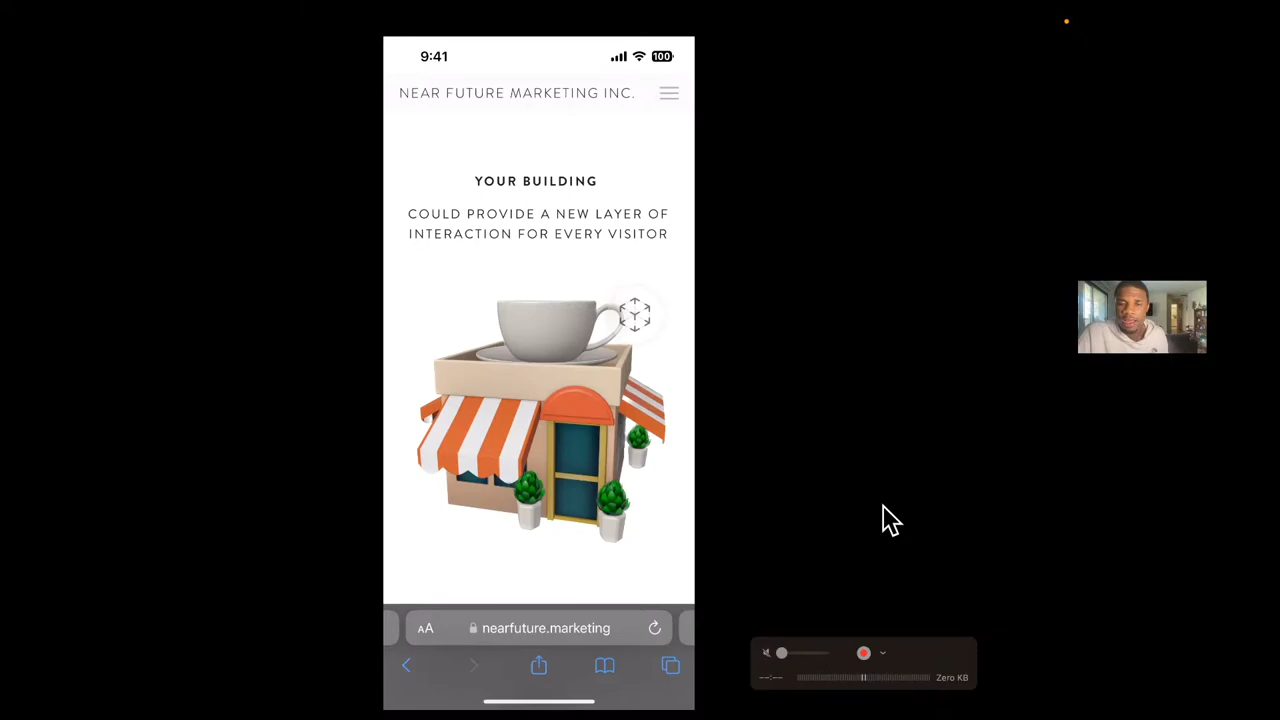 9:41
100
NEAR FUTURE MARKETING INC.
YOUR BUILDING
COULD PROVIDE A NEW LAYER OF
INTERACTION FOR EVERY VISITOR
AA
nearfuture.marketing
--:--
Zero KB